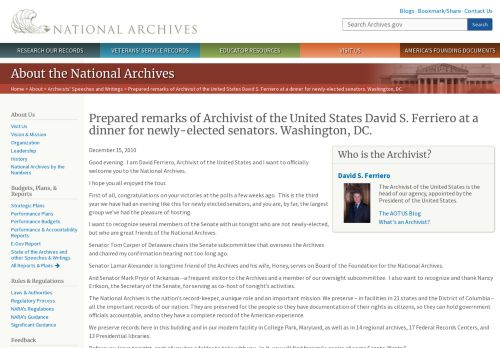 NATIONAL ARCHIVES
Blogs · Bookmark/Share · Contact Us
Search Archives.gov
Search
RESEARCH OUR RECORDS
VETERANS' SERVICE RECORDS
EDUCATOR RESOURCES
VISIT US
AMERICA'S FOUNDING DOCUMENTS
About the National Archives
Home > About > Archivists' Speeches and Writings > Prepared remarks of Archivist of the United States David S. Ferriero at a dinner for newly-elected senators. Washington, DC.
About Us
Visit Us
Vision & Mission
Organization
Leadership
History
National Archives by the
Numbers
Budgets, Plans, &
Reports
Strategic Plans
Performance Plans
Performance Budgets
Performance & Accountability
Reports
E-Gov Report
State of the Archives and
other Speeches & Writings
All Reports & Plans
Rules & Regulations
Laws & Authorities
Regulatory Process
NARA's Regulations
NARA's Guidance
Significant Guidance
Feedback
Prepared remarks of Archivist of the United States David S. Ferriero at a
dinner for newly-elected senators. Washington, DC.
December 15, 2010
Good evening. I am David Ferriero, Archivist of the United States and I want to officially
welcome you to the National Archives.
I hope you all enjoyed the tour.
First of all, congratulations on your victories at the polls a few weeks ago. This is the third
year we have had an evening like this for newly elected senators, and you are, by far, the largest
group we've had the pleasure of hosting.
I want to recognize several members of the Senate with us tonight who are not newly-elected,
but who are great friends of the National Archives.
Senator Tom Carper of Delaware chairs the Senate subcommittee that oversees the Archives
and chaired my confirmation hearing not too long ago.
Senator Lamar Alexander is longtime friend of the Archives and his wife, Honey, serves on Board of the Foundation for the National Archives.
And Senator Mark Pryor of Arkansas—a frequent visitor to the Archives and a member of our oversight subcommittee. I also want to recognize and thank Nancy
Erikson, the Secretary of the Senate, for serving as co-host of tonight's activities.
The National Archives is the nation's record-keeper, a unique role and an important mission. We preserve – in facilities in 21 states and the District of Columbia –
all the important records of our nation. They are preserved for the people so they have documentation of their rights as citizens, so they can hold government
officials accountable, and so they have a complete record of the American experience.
We preserve records here in this building and in our modern facility in College Park, Maryland, as well as in 14 regional archives, 17 Federal Records Centers, and
13 Presidential libraries.
Who is the Archivist?
David S. Ferriero
The Archivist of the United States is the
head of our agency, appointed by the
President of the United States.
The AOTUS Blog
What's an Archivist?